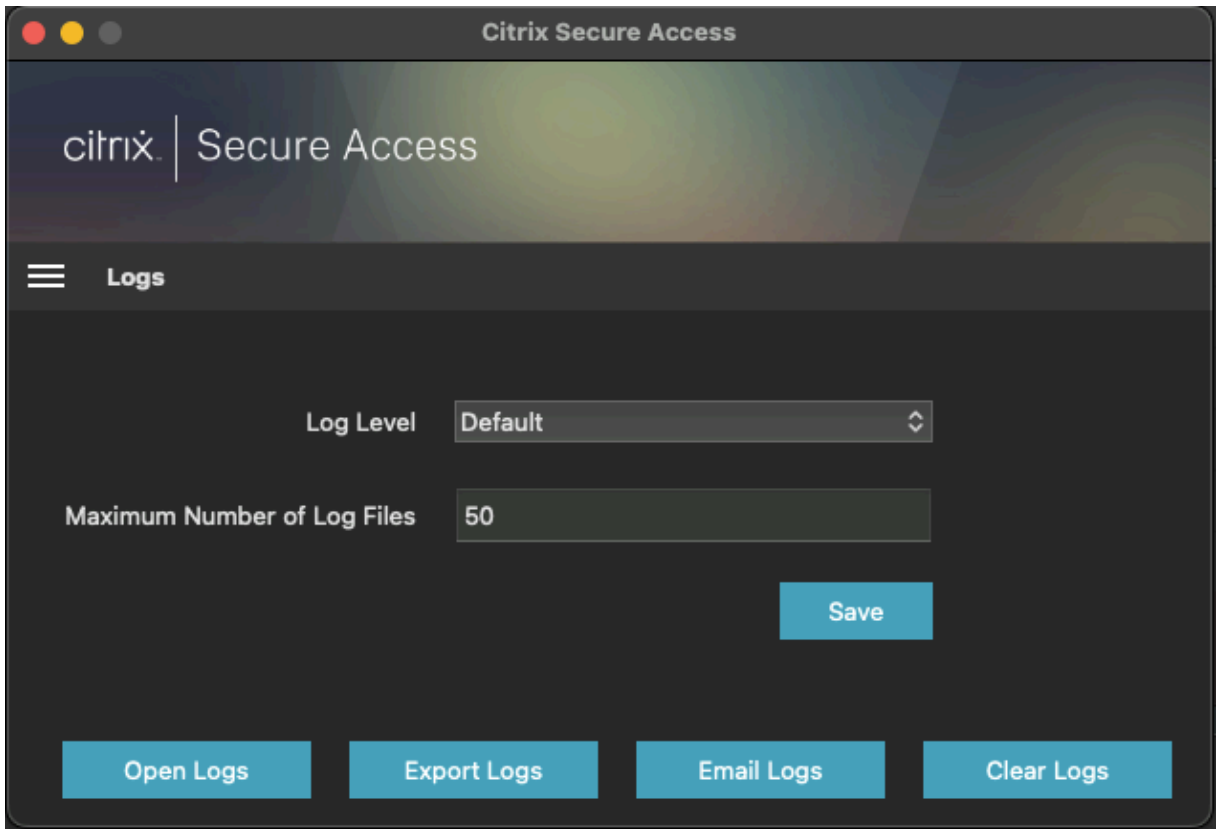 Citrix Secure Access
citrix™ | Secure Access
Logs
Log Level Default
Maximum Number of Log Files 50
Save
Open Logs Export Logs Email Logs Clear Logs